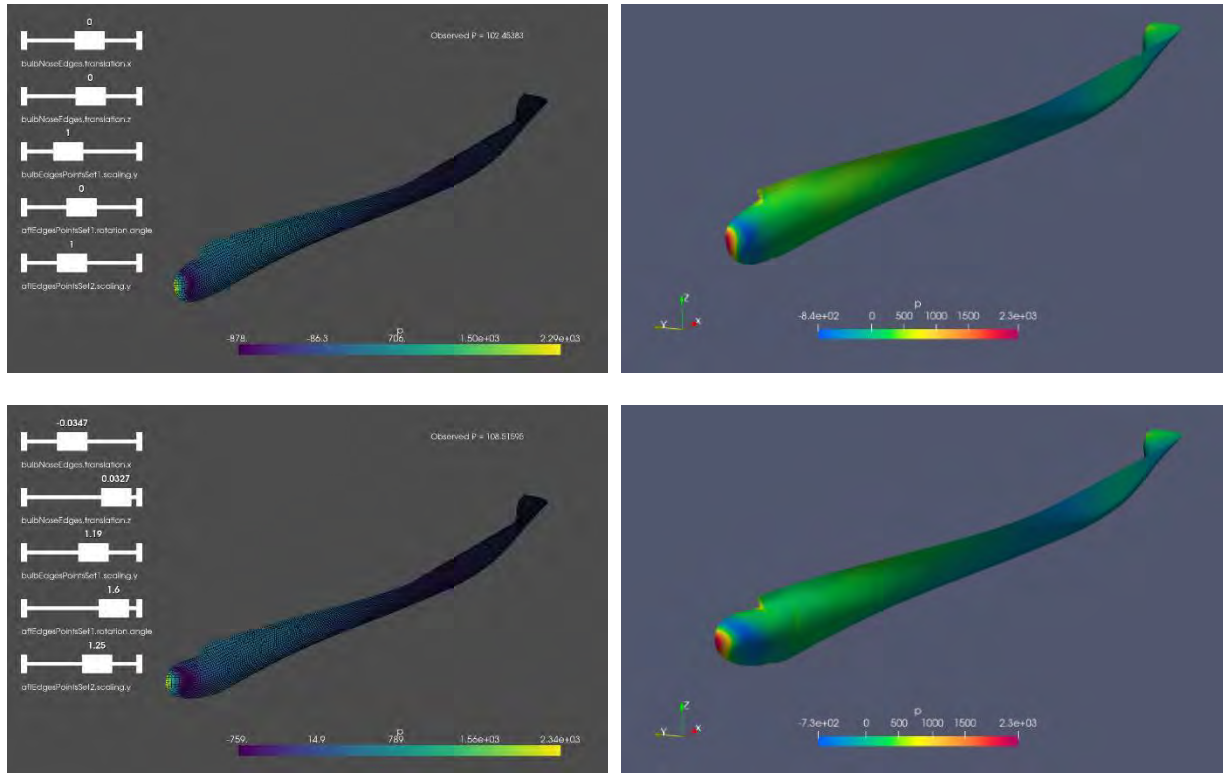 0
bulbNoseEdges.translation.x
0
bulbNoseEdges.translation.z
1
bulbEdgesPointsSet1.scaling.y
0
aftEdgesPointsSet1.rotation.angle
1
aftEdgesPointsSet2.scaling.y
Observed P = 102.45383
p
-878. -86.3 706. 1.50e+03 2.29e+03
Z
Y X
p
-8.4e+02 0 500 1000 1500 2.3e+03
-0.0347
bulbNoseEdges.translation.x
0.0327
bulbNoseEdges.translation.z
1.19
bulbEdgesPointsSet1.scaling.y
1.6
aftEdgesPointsSet1.rotation.angle
1.25
aftEdgesPointsSet2.scaling.y
Observed P = 108.51595
p
-759. 14.9 789. 1.56e+03 2.34e+03
Z
Y X
p
-7.3e+02 0 500 1000 1500 2.3e+03